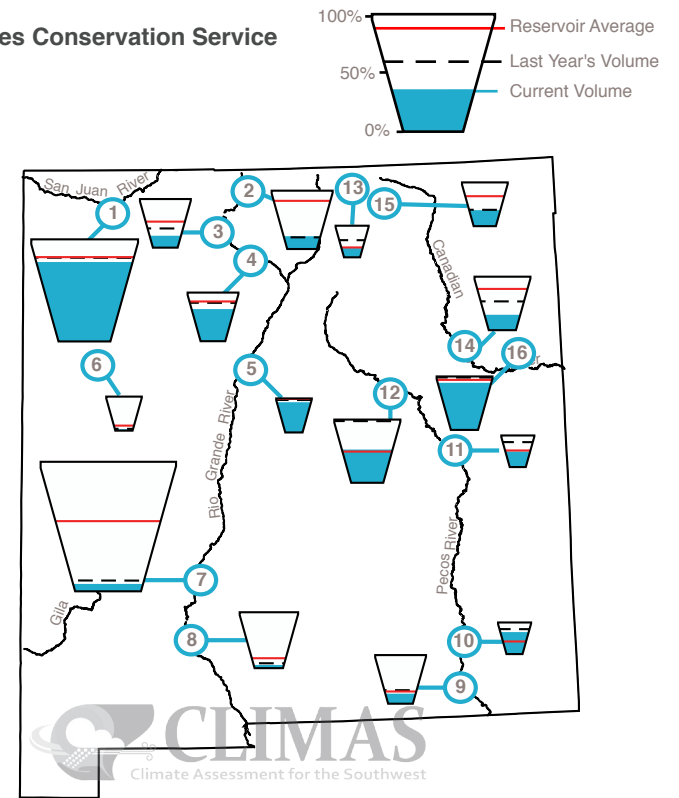 es Conservation Service
100%
50%
0%
Reservoir Average
Last Year's Volume
Current Volume
San Juan River
1
2
3
4
13
15
Canadian
14
16
er
6
5
12
11
Rio Grande River
Pecos River
7
Gila
8
10
9
CLIMAS
Climate Assessment for the Southwest